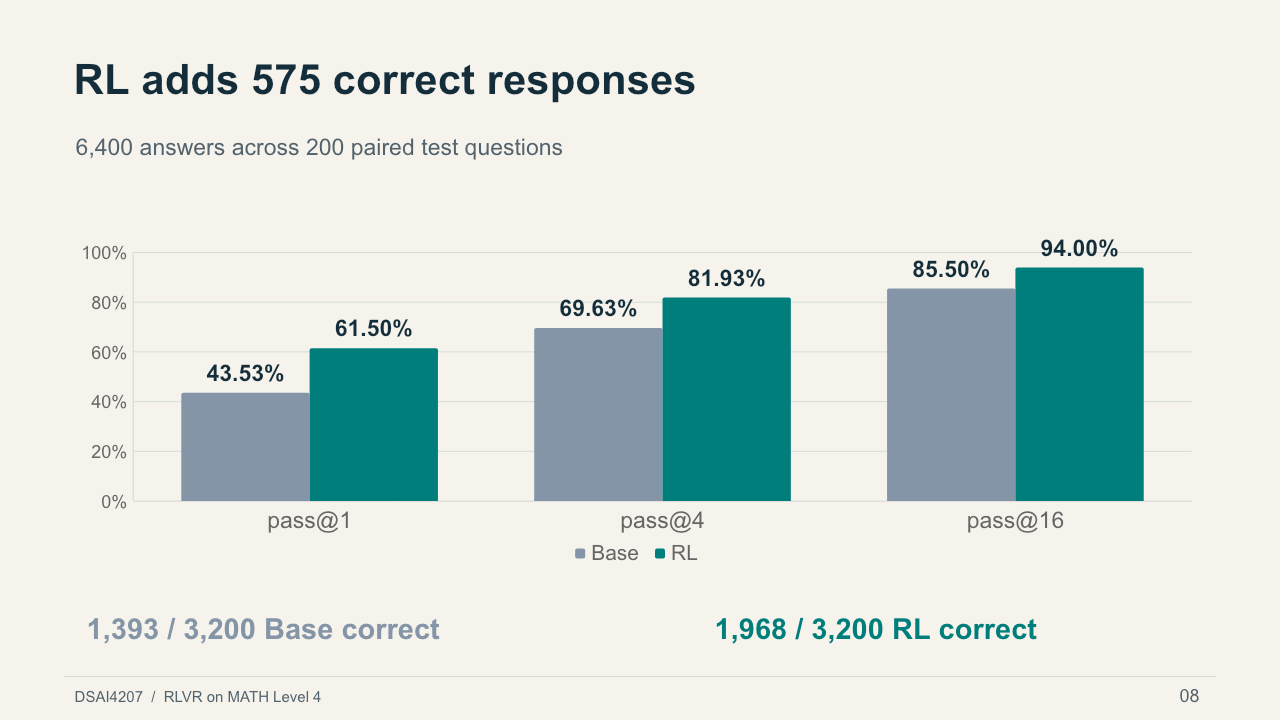 RL adds 575 correct responses
6,400 answers across 200 paired test questions
100%
80%
60%
40%
20%
0%
43.53%
61.50%
69.63%
81.93%
85.50%
94.00%
pass@1
pass@4
pass@16
Base
RL
1,393 / 3,200 Base correct
1,968 / 3,200 RL correct
DSAI4207 / RLVR on MATH Level 4
08